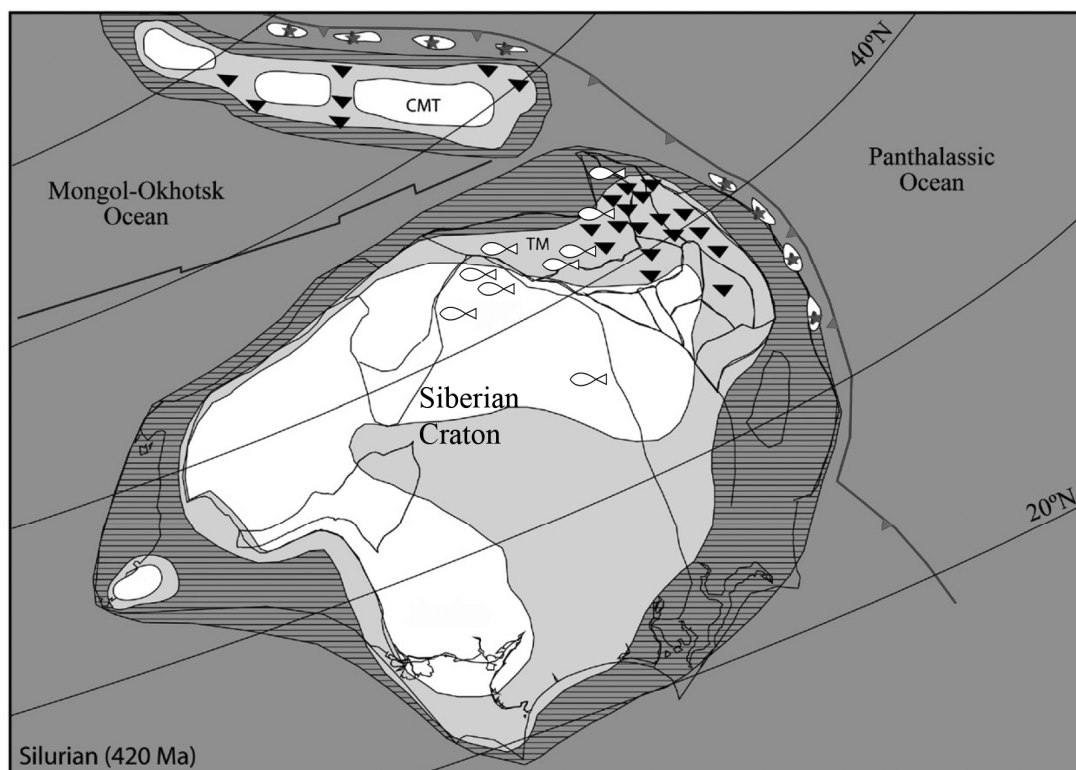 40ºN
CMT
Panthalassic
Ocean
Mongol-Okhotsk
Ocean
TM
Siberian
Craton
20ºN
Silurian (420 Ma)